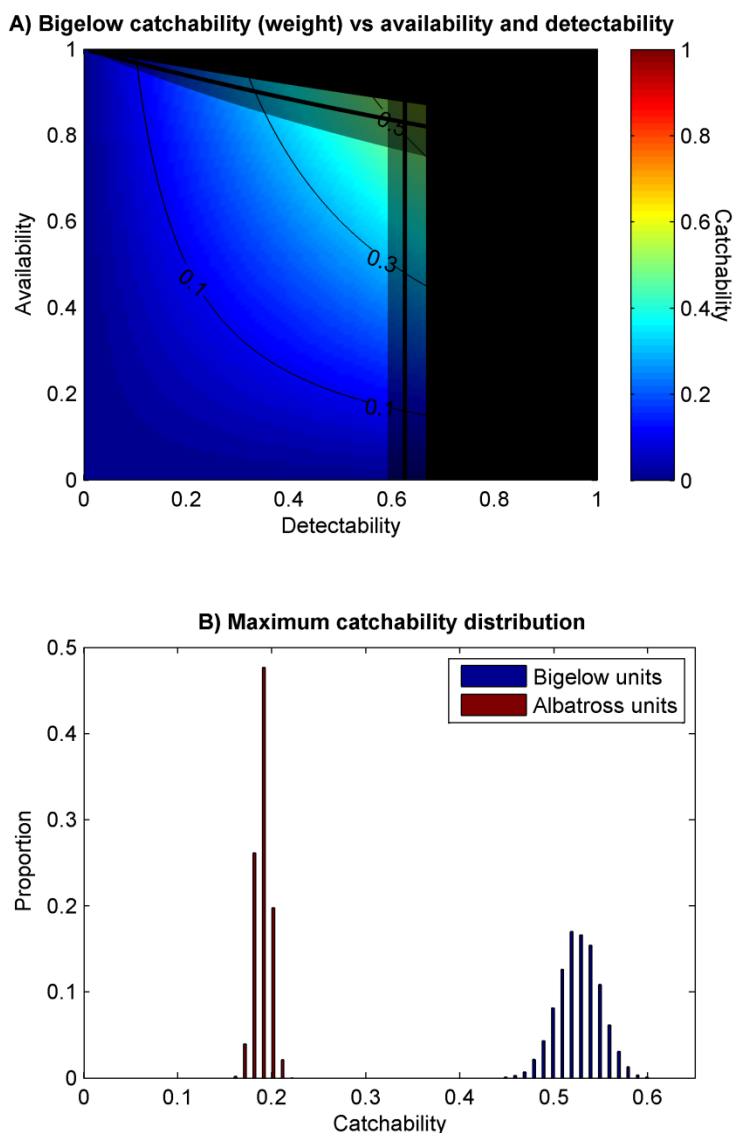 A) Bigelow catchability (weight) vs availability and detectability
1
0.8
0.6
0.4
0.2
0
Availability
0 0.2 0.4 0.6 0.8 1
Detectability
0.5
0.3
0.1
0.1
1
0.8
0.6
0.4
0.2
0
Catchability
B) Maximum catchability distribution
0.5
0.4
0.3
0.2
0.1
0
Proportion
Bigelow units
Albatross units
0 0.1 0.2 0.3 0.4 0.5 0.6
Catchability